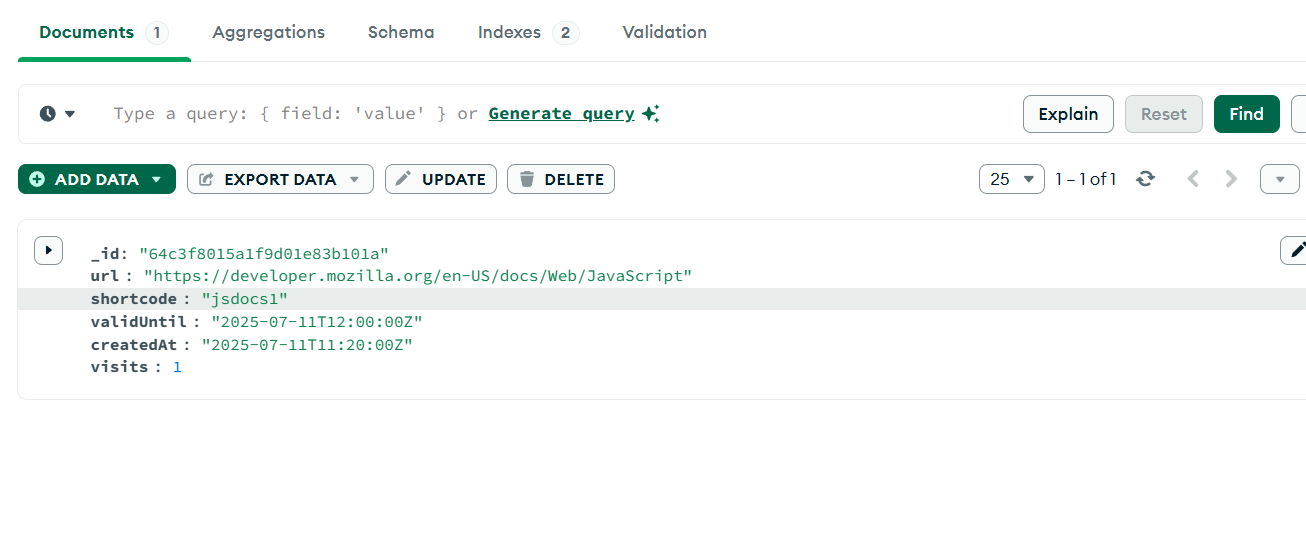 Documents 1 Aggregations Schema Indexes 2 Validation
Type a query: { field: 'value' } or Generate query Explain Reset Find
ADD DATA EXPORT DATA UPDATE DELETE 25 1 – 1 of 1
_id: "64c3f8015a1f9d01e83b101a"
url : "https://developer.mozilla.org/en-US/docs/Web/JavaScript"
shortcode : "jsdocs1"
validUntil : "2025-07-11T12:00:00Z"
createdAt : "2025-07-11T11:20:00Z"
visits : 1